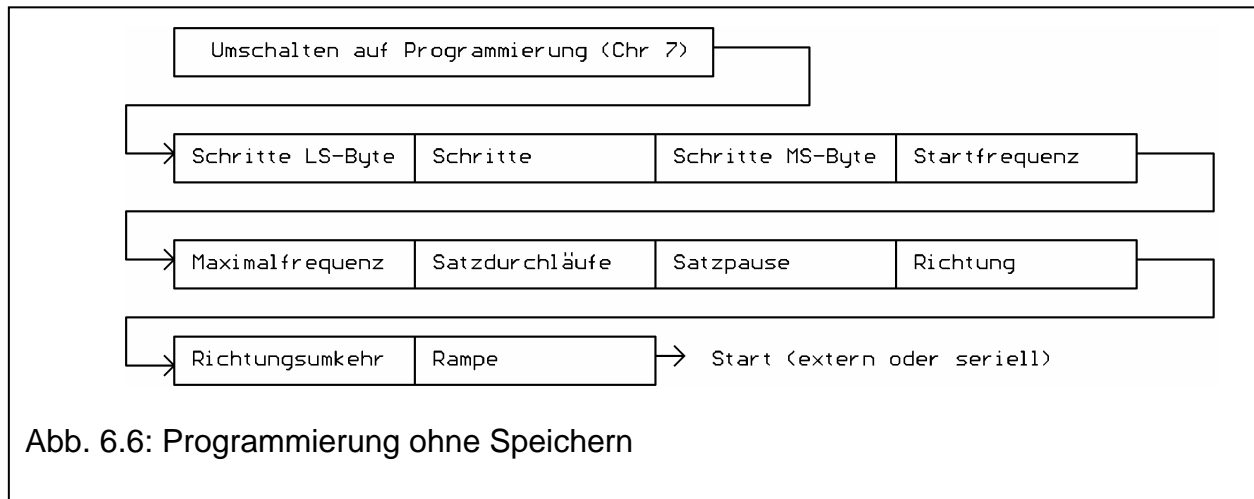 Umschalten auf Programmierung (Chr 7)
Schritte LS-Byte Schritte Schritte MS-Byte Startfrequenz
Maximalfrequenz Satzdurchläufe Satzpause Richtung
Richtungsumkehr Rampe Start (extern oder seriell)
Abb. 6.6: Programmierung ohne Speichern